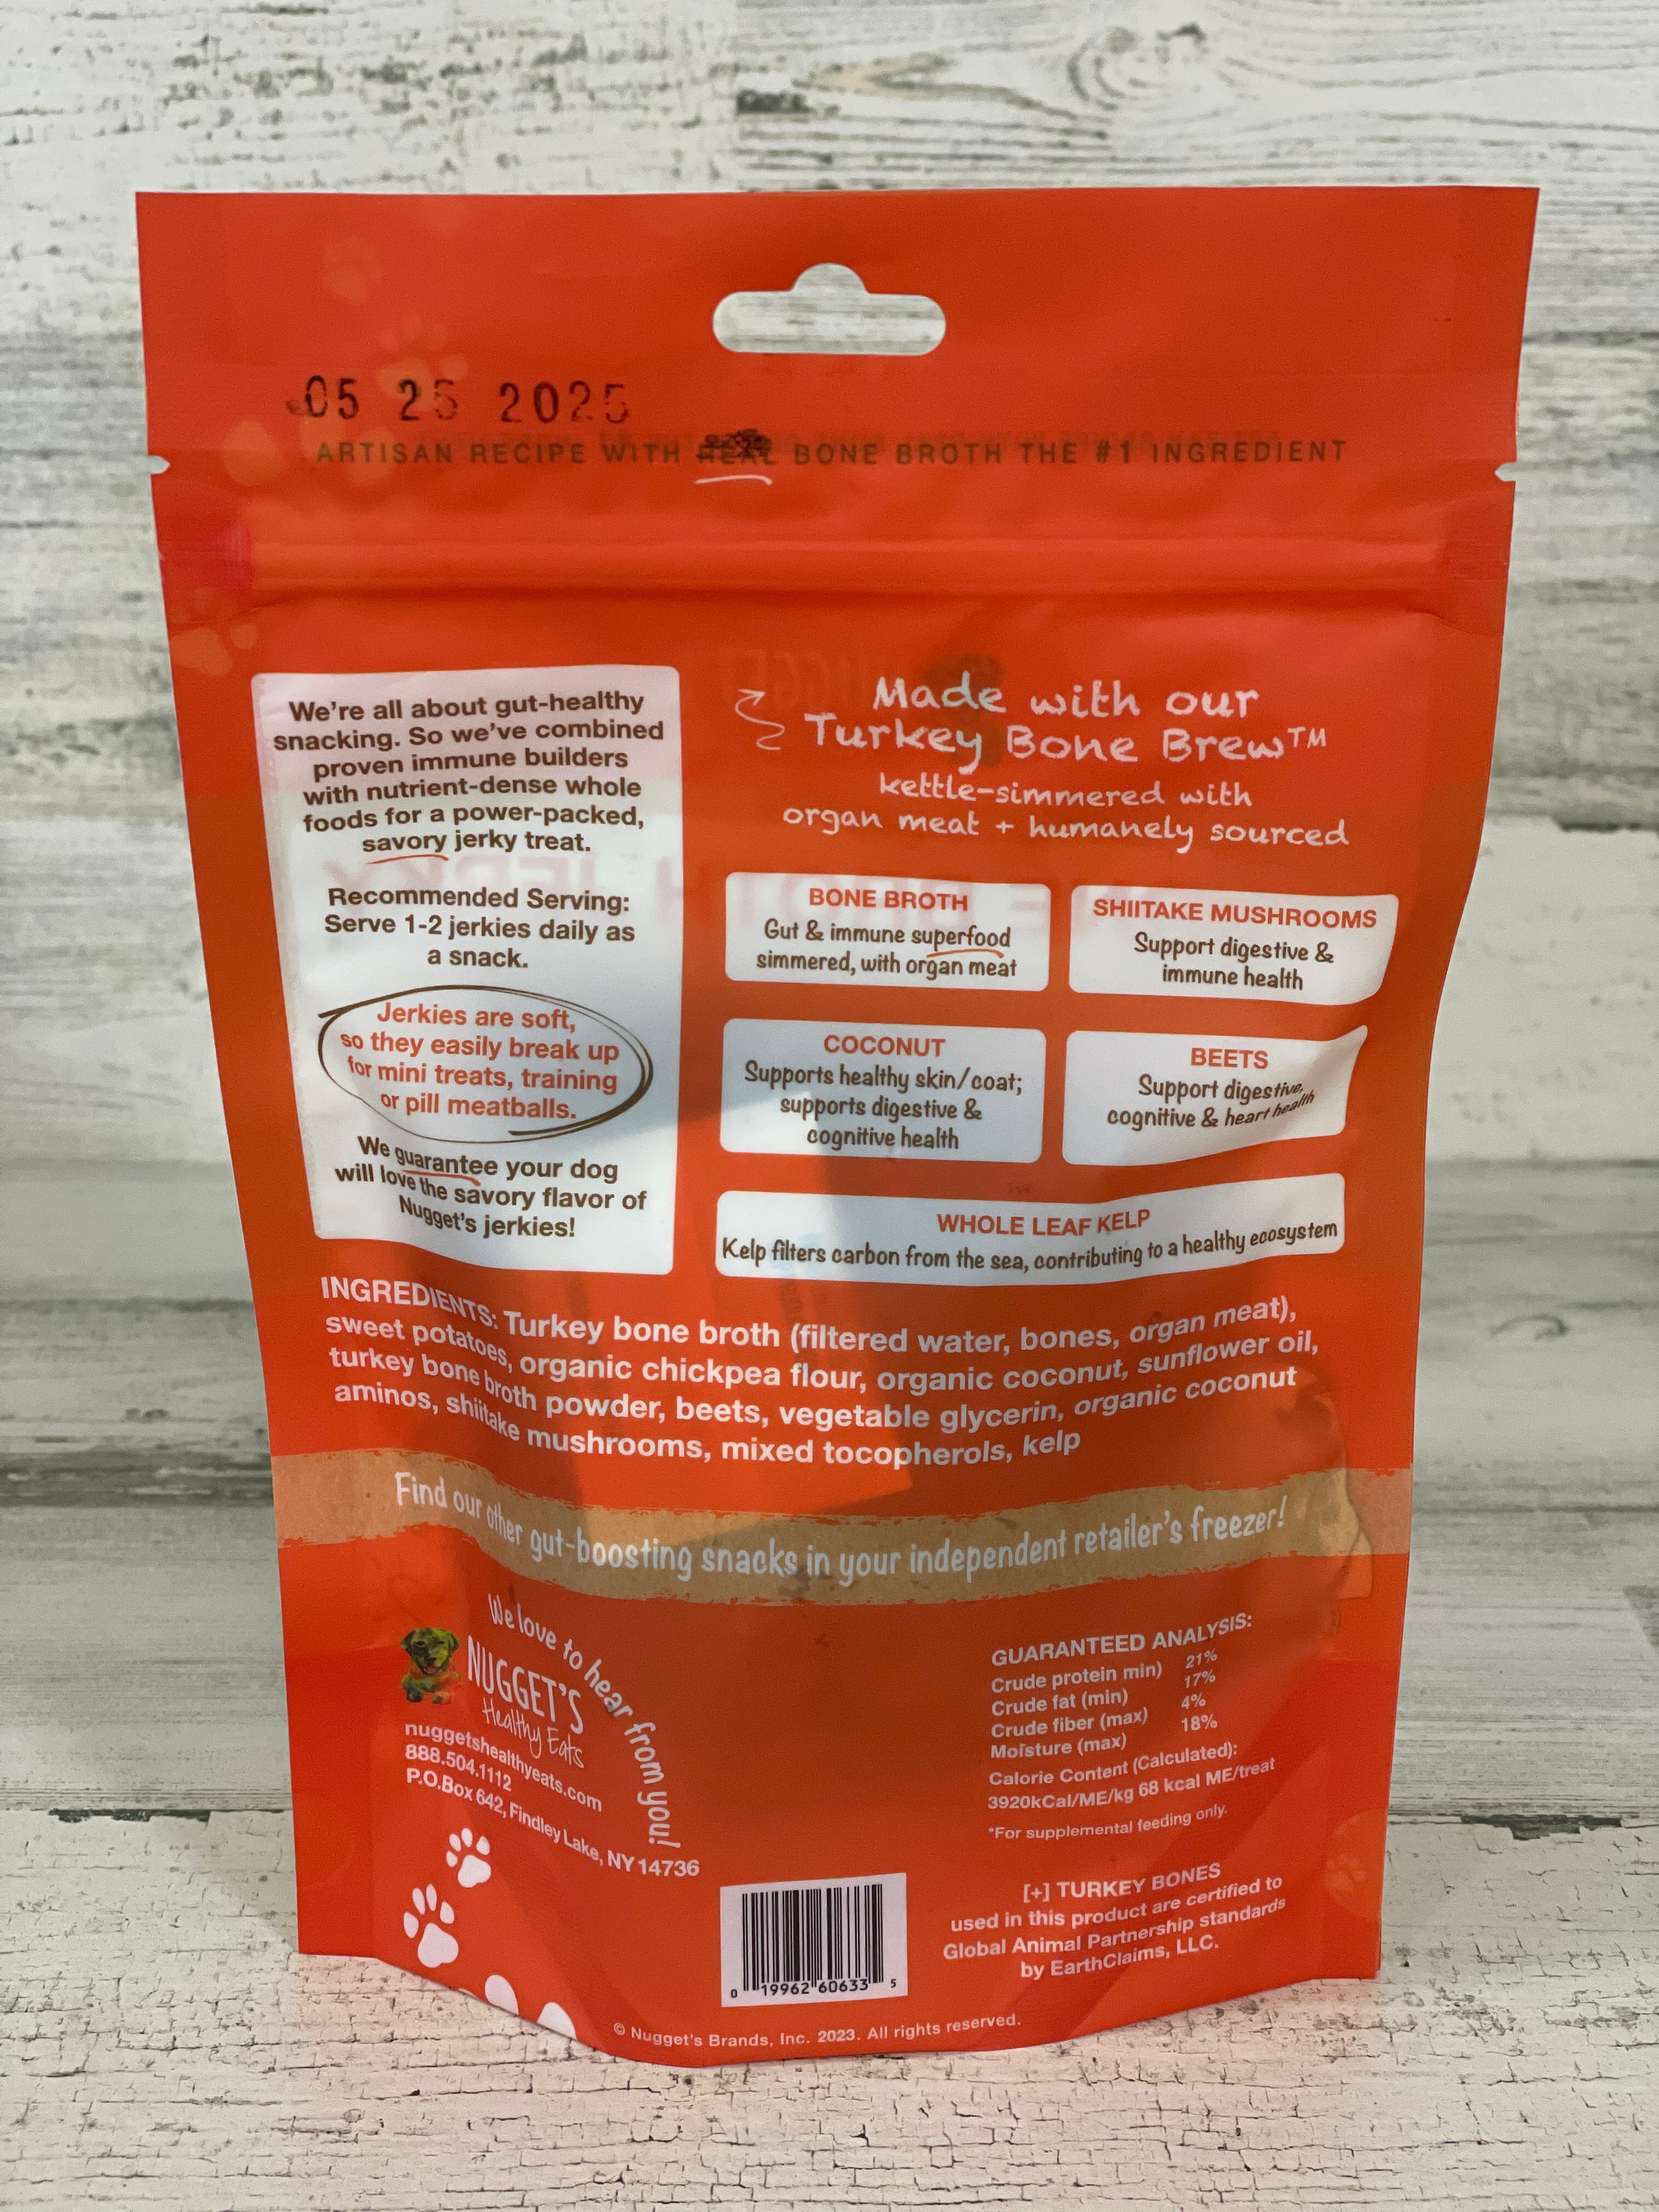 05 25 2025
ARTISAN RECIPE WITH REAL BONE BROTH THE #1 INGREDIENT
We're all about gut-healthy
snacking. So we've combined
proven immune builders
with nutrient-dense whole
foods for a power-packed,
savory jerky treat.
Recommended Serving:
Serve 1-2 jerkies daily as
a snack.
Jerkies are soft,
so they easily break up
for mini treats, training
or pill meatballs.
We guarantee your dog
will love the savory flavor of
Nugget's jerkies!
Made with our
Turkey Bone Brew™
kettle-simmered with
organ meat + humanely sourced
BONE BROTH
Gut & immune superfood
simmered, with organ meat
SHIITAKE MUSHROOMS
Support digestive &
immune health
COCONUT
Supports healthy skin/coat;
supports digestive &
cognitive health
BEETS
Support digestive,
cognitive & heart health
WHOLE LEAF KELP
Kelp filters carbon from the sea, contributing to a healthy ecosystem
INGREDIENTS: Turkey bone broth (filtered water, bones, organ meat),
sweet potatoes, organic chickpea flour, organic coconut, sunflower oil,
turkey bone broth powder, beets, vegetable glycerin, organic coconut
aminos, shiitake mushrooms, mixed tocopherols, kelp
Find our other gut-boosting snacks in your independent retailer's freezer!
We love to hear from you!
NUGGET'S
Healthy Eats
nuggetshealthyeats.com
888.504.1112
P.O.Box 642, Findley Lake, NY 14736
GUARANTEED ANALYSIS:
Crude protein min) 21%
Crude fat (min) 17%
Crude fiber (max) 4%
Moisture (max) 18%
Calorie Content (Calculated):
3920kCal/ME/kg 68 kcal ME/treat
*For supplemental feeding only.
[+] TURKEY BONES
used in this product are certified to
Global Animal Partnership standards
by EarthClaims, LLC.
0 19962 60633 5
© Nugget's Brands, Inc. 2023. All rights reserved.